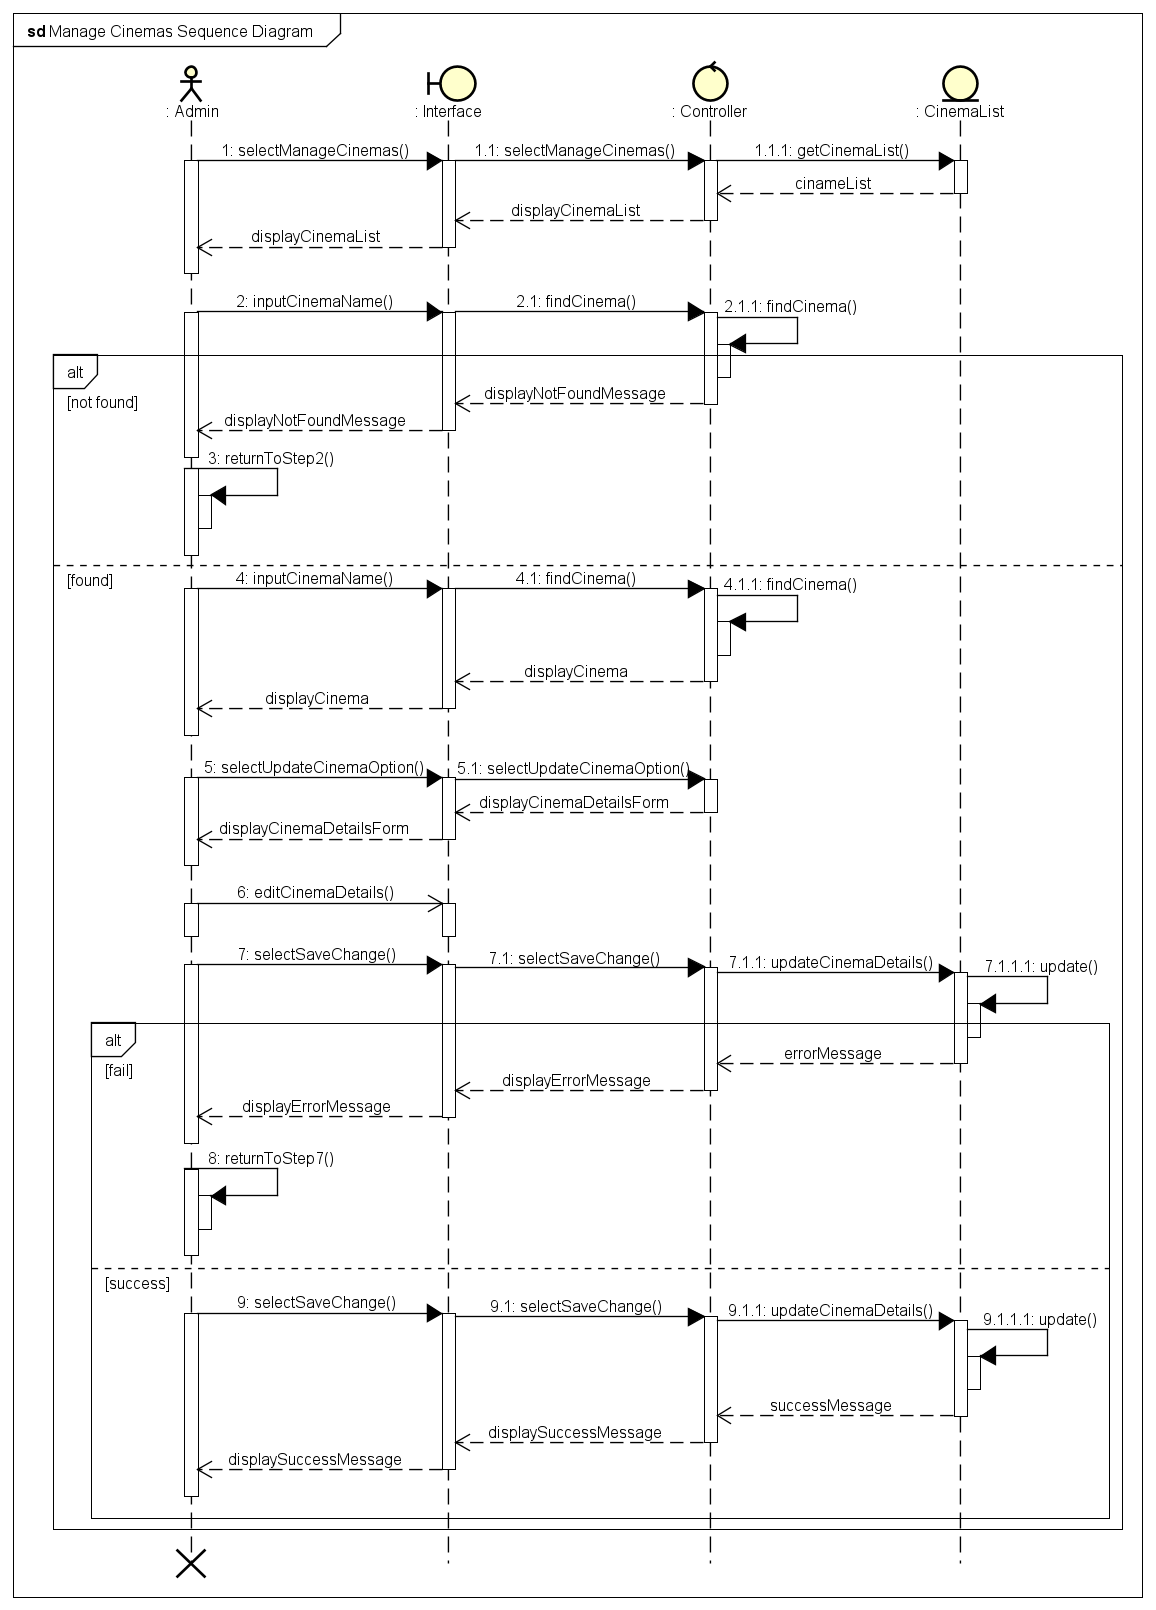 sd Manage Cinemas Sequence Diagram
: Admin
: Interface
: Controller
: CinemaList
1: selectManageCinemas()
1.1: selectManageCinemas()
1.1.1: getCinemaList()
cinameList
displayCinemaList
displayCinemaList
2: inputCinemaName()
2.1: findCinema()
2.1.1: findCinema()
alt
[not found]
displayNotFoundMessage
displayNotFoundMessage
3: returnToStep2()
[found]
4: inputCinemaName()
4.1: findCinema()
4.1.1: findCinema()
displayCinema
displayCinema
5: selectUpdateCinemaOption()
5.1: selectUpdateCinemaOption()
displayCinemaDetailsForm
displayCinemaDetailsForm
6: editCinemaDetails()
7: selectSaveChange()
7.1: selectSaveChange()
7.1.1: updateCinemaDetails()
7.1.1.1: update()
alt
[fail]
errorMessage
displayErrorMessage
displayErrorMessage
8: returnToStep7()
[success]
9: selectSaveChange()
9.1: selectSaveChange()
9.1.1: updateCinemaDetails()
9.1.1.1: update()
successMessage
displaySuccessMessage
displaySuccessMessage